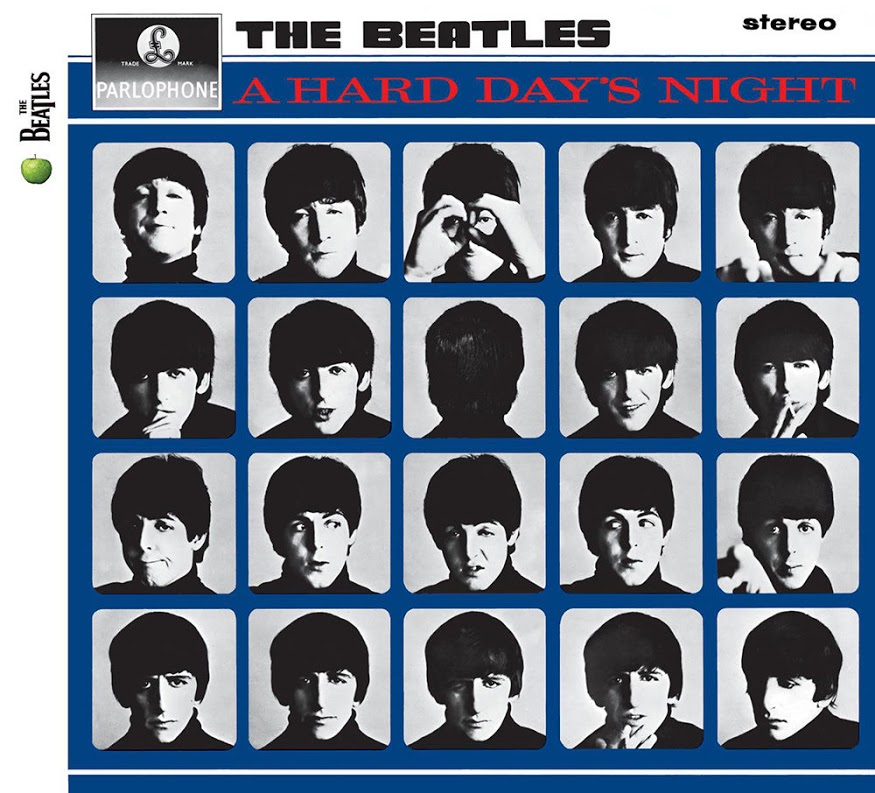 THE BEATLES
stereo
£
TRADE MARK
PARLOPHONE
A HARD DAY'S NIGHT
THE
BEATLES